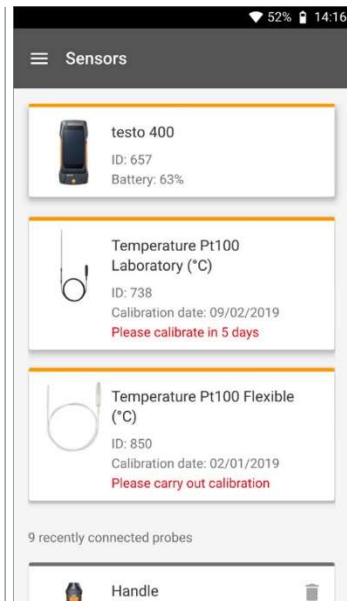 52% 14:16
Sensors
testo 400
ID: 657
Battery: 63%
Temperature Pt100
Laboratory (°C)
ID: 738
Calibration date: 09/02/2019
Please calibrate in 5 days
Temperature Pt100 Flexible
(°C)
ID: 850
Calibration date: 02/01/2019
Please carry out calibration
9 recently connected probes
Handle